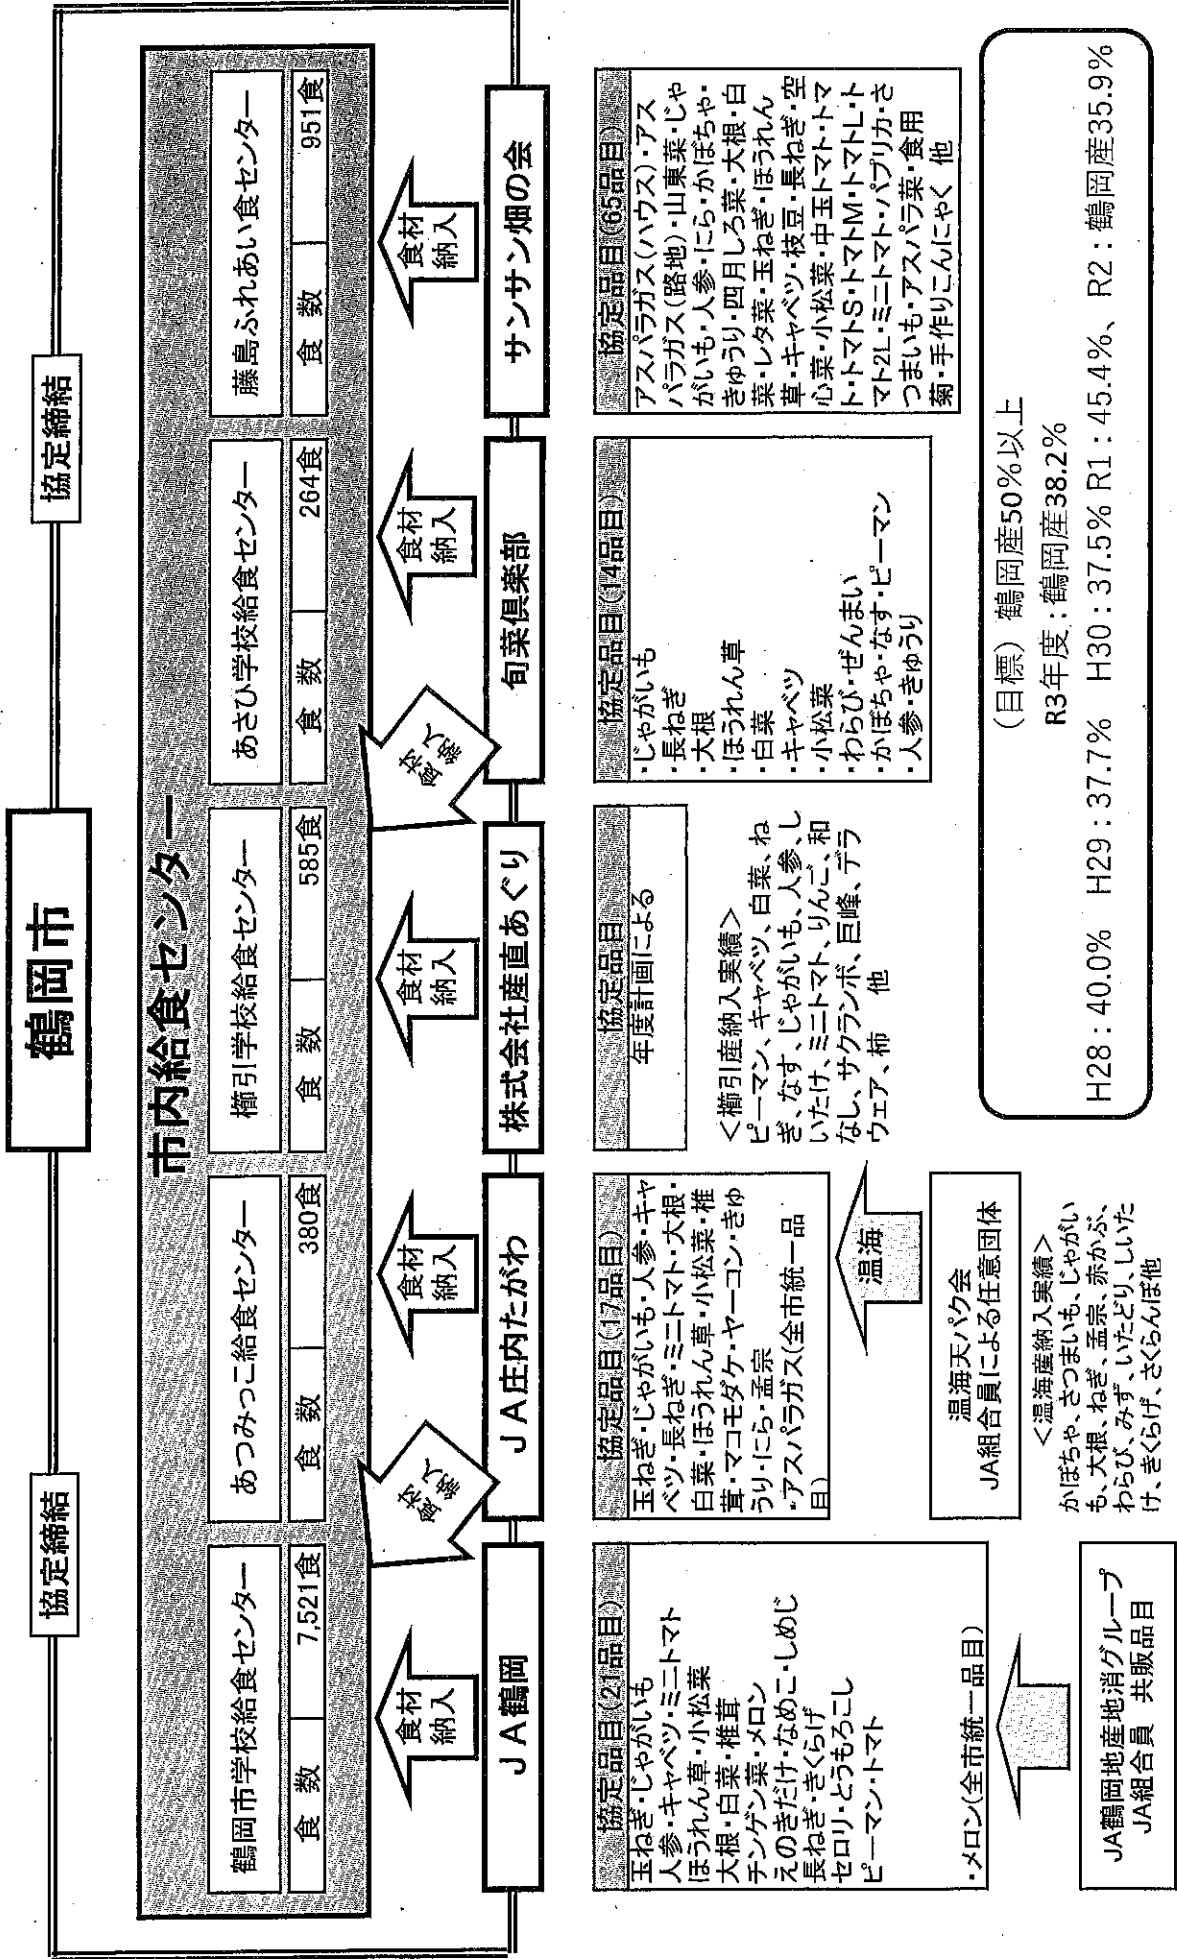 鶴岡市
協定締結
協定締結
市内給食センター
鶴岡市学校給食センター
食 数
7,521食
あつみっこ給食センター
食 数
380食
櫛引学校給食センター
食 数
585食
あさひ学校給食センター
食 数
264食
藤島ふれあい食センター
食 数
951食
食材
納入
食材
納入
食材
納入
食材
納入
食材
納入
食材
納入
食材
納入
JA鶴岡
JA庄内たがわ
株式会社産直あぐり
旬菜倶楽部
サンサン畑の会
協定品目(21品目)
玉ねぎ・じゃがいも
人参・キャベツ・ミニトマト
ほうれん草・小松菜
大根・白菜・椎茸
チンゲン菜・メロン
えのきだけ・なめこ・しめじ
長ねぎ・きくらげ
セロリ・とうもろこし
ピーマン・トマト
・メロン(全市統一品目)
JA鶴岡地産地消グループ
JA組合員 共販品目
協定品目(17品目)
玉ねぎ・じゃがいも・人参・キャ
ベツ・長ねぎ・ミニトマト・大根・
白菜・ほうれん草・小松菜・椎
茸・マコモダケ・ヤーコン・きゅ
うり・にら・孟宗
・アスパラガス(全市統一品
目)
温海
温海天パク会
JA組合員による任意団体
<温海産納入実績>
かぼちゃ、さつまいも、じゃがい
も、大根、ねぎ、孟宗、赤かぶ、
わらび、みず、いたどり、しいた
け、きくらげ、さくらんぼ他
協定品目
年度計画による
<櫛引産納入実績>
ピーマン、キャベツ、白菜、ね
ぎ、なす、じゃがいも、人参、し
いたけ、ミニトマト、りんご、和
なし、サクランボ、巨峰、デラ
ウェア、柿 他
協定品目(14品目)
・じゃがいも
・長ねぎ
・大根
・ほうれん草
・白菜
・キャベツ
・小松菜
・わらび・ぜんまい
・かぼちゃ・なす・ピーマン
・人参・きゅうり
協定品目(65品目)
アスパラガス(ハウス)・アス
パラガス(路地)・山東菜・じゃ
がいも・人参・にら・かぼちゃ・
きゅうり・四月しろ菜・大根・白
菜・レタス・玉ねぎ・ほうれん
草・キャベツ・枝豆・長ねぎ・空
心菜・小松菜・中玉トマト・トマ
ト・トマトS・トマトM・トマトL・ト
マト2L・ミニトマト・パプリカ・さ
つまいも・アスパラ菜・食用
菊・手作りこんにゃく 他
(目標) 鶴岡産50%以上
R3年度:鶴岡産38.2%
H28:40.0% H29:37.7% H30:37.5% R1:45.4%、R2:鶴岡産35.9%